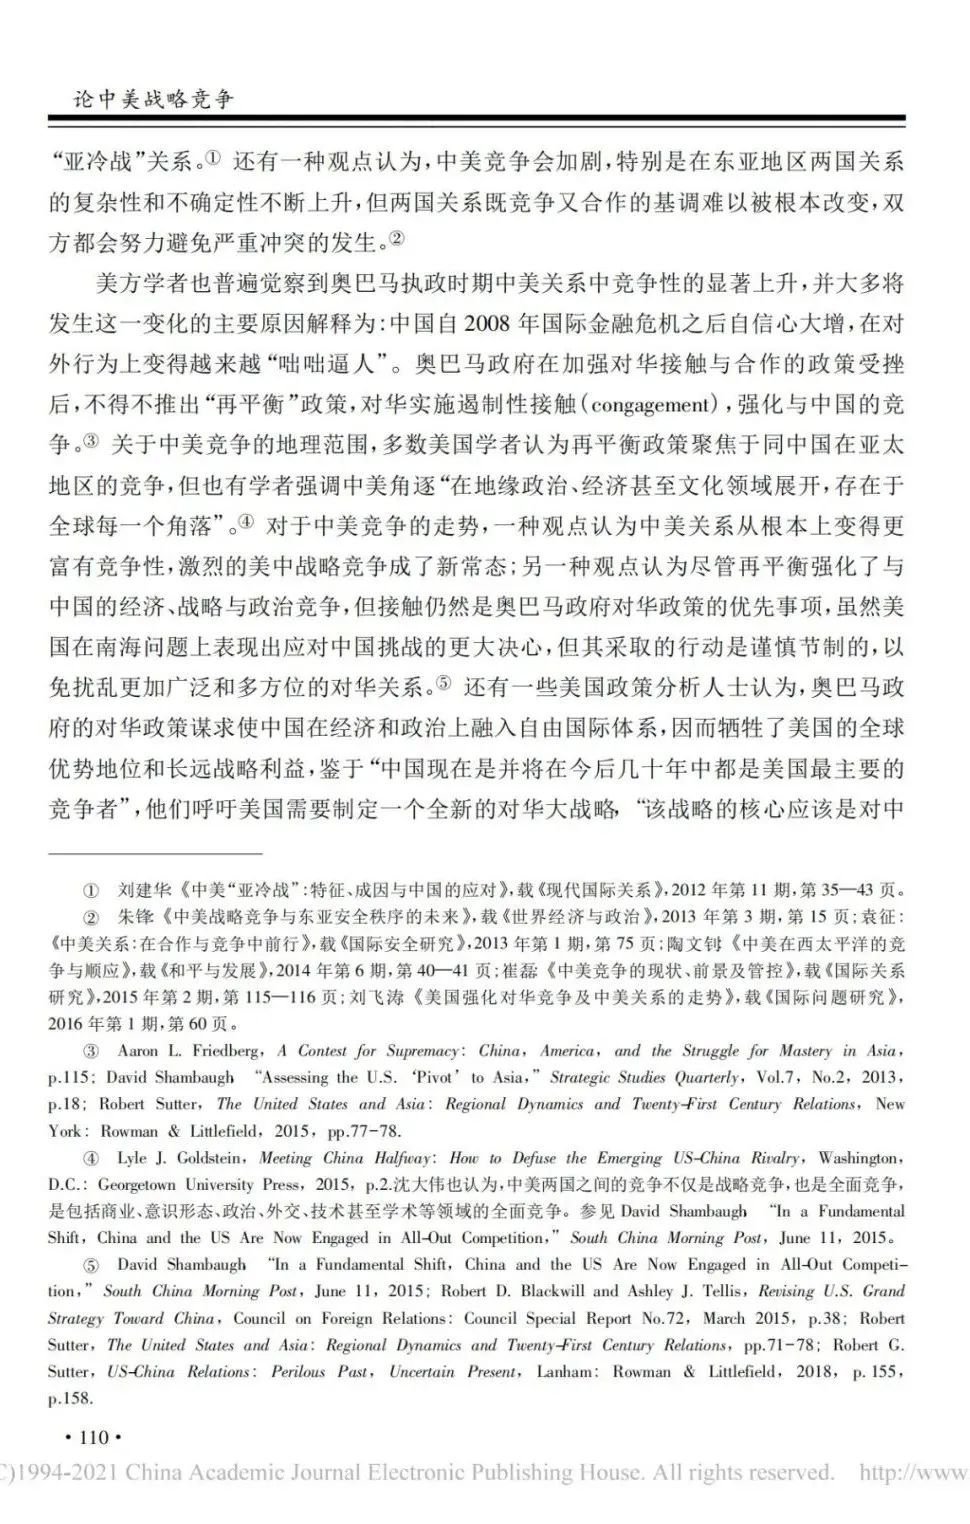 论中美战略竞争
“亚冷战”关系。① 还有一种观点认为,中美竞争会加剧,特别是在东亚地区两国关系
的复杂性和不确定性不断上升,但两国关系既竞争又合作的基调难以被根本改变,双
方都会努力避免严重冲突的发生。②
美方学者也普遍觉察到奥巴马执政时期中美关系中竞争性的显著上升,并大多将
发生这一变化的主要原因解释为:中国自 2008 年国际金融危机之后自信心大增,在对
外行为上变得越来越“咄咄逼人”。奥巴马政府在加强对华接触与合作的政策受挫
后,不得不推出“再平衡”政策,对华实施遏制性接触(congagement),强化与中国的竞
争。③ 关于中美竞争的地理范围,多数美国学者认为再平衡政策聚焦于同中国在亚太
地区的竞争,但也有学者强调中美角逐“在地缘政治、经济甚至文化领域展开,存在于
全球每一个角落”。④ 对于中美竞争的走势,一种观点认为中美关系从根本上变得更
富有竞争性,激烈的美中战略竞争成了新常态;另一种观点认为尽管再平衡强化了与
中国的经济、战略与政治竞争,但接触仍然是奥巴马政府对华政策的优先事项,虽然美
国在南海问题上表现出应对中国挑战的更大决心,但其采取的行动是谨慎节制的,以
免扰乱更加广泛和多方位的对华关系。⑤ 还有一些美国政策分析人士认为,奥巴马政
府的对华政策谋求使中国在经济和政治上融入自由国际体系,因而牺牲了美国的全球
优势地位和长远战略利益,鉴于“中国现在是并将在今后几十年中都是美国最主要的
竞争者”,他们呼吁美国需要制定一个全新的对华大战略,“该战略的核心应该是对中
① 刘建华:《中美“亚冷战”:特征、成因与中国的应对》,载《现代国际关系》,2012 年第 11 期,第 35—43 页。
② 朱锋:《中美战略竞争与东亚安全秩序的未来》,载《世界经济与政治》,2013 年第 3 期,第 15 页;袁征:
《中美关系:在合作与竞争中前行》,载《国际安全研究》,2013 年第 1 期,第 75 页;陶文钊:《中美在西太平洋的竞
争与顺应》,载《和平与发展》,2014 年第 6 期,第 40—41 页;崔磊:《中美竞争的现状、前景及管控》,载《国际关系
研究》,2015 年第 2 期,第 115—116 页;刘飞涛:《美国强化对华竞争及中美关系的走势》,载《国际问题研究》,
2016 年第 1 期,第 60 页。
③ Aaron L. Friedberg, A Contest for Supremacy: China, America, and the Struggle for Mastery in Asia,
p.115; David Shambaugh, “Assessing the U.S. ‘Pivot’ to Asia,” Strategic Studies Quarterly, Vol.7, No.2, 2013,
p.18; Robert Sutter, The United States and Asia: Regional Dynamics and Twenty-First Century Relations, New
York: Rowman & Littlefield, 2015, pp.77-78.
④ Lyle J. Goldstein, Meeting China Halfway: How to Defuse the Emerging US-China Rivalry, Washington,
D.C.: Georgetown University Press, 2015, p.2.沈大伟也认为,中美两国之间的竞争不仅是战略竞争,也是全面竞争,
是包括商业、意识形态、政治、外交、技术甚至学术等领域的全面竞争。参见 David Shambaugh, “In a Fundamental
Shift, China and the US Are Now Engaged in All-Out Competition,” South China Morning Post, June 11, 2015。
⑤ David Shambaugh, “In a Fundamental Shift, China and the US Are Now Engaged in All-Out Competi-
tion,” South China Morning Post, June 11, 2015; Robert D. Blackwill and Ashley J. Tellis, Revising U.S. Grand
Strategy Toward China, Council on Foreign Relations: Council Special Report No.72, March 2015, p.38; Robert
Sutter, The United States and Asia: Regional Dynamics and Twenty-First Century Relations, pp.71-78; Robert G.
Sutter, US-China Relations: Perilous Past, Uncertain Present, Lanham: Rowman & Littlefield, 2018, p. 155,
p.158.
·110·
C)1994-2021 China Academic Journal Electronic Publishing House. All rights reserved. http://www